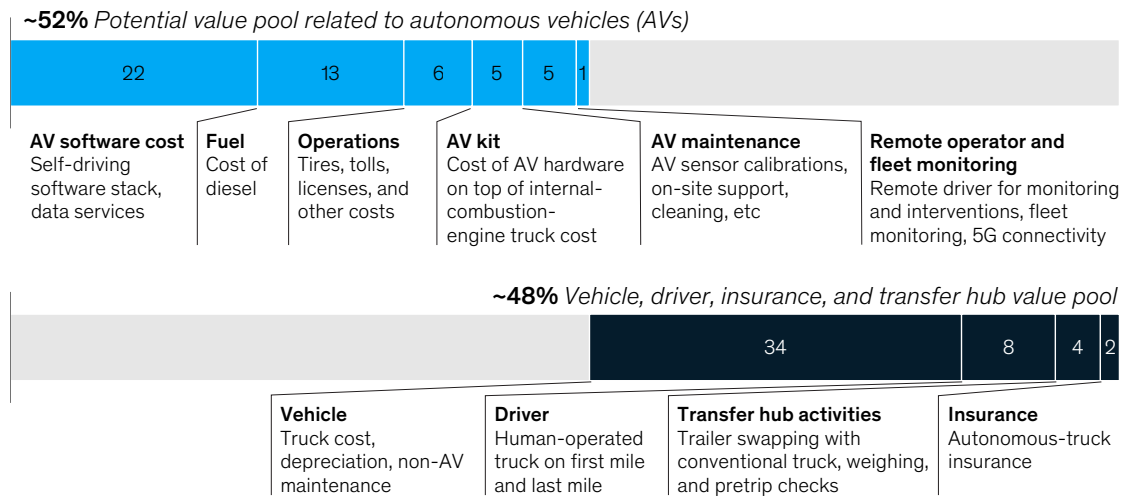 ~52% Potential value pool related to autonomous vehicles (AVs)
22
13
6
5
5
1
AV software cost
Self-driving
software stack,
data services
Fuel
Cost of
diesel
Operations
Tires, tolls,
licenses, and
other costs
AV kit
Cost of AV hardware
on top of internal-
combustion-
engine truck cost
AV maintenance
AV sensor calibrations,
on-site support,
cleaning, etc
Remote operator and
fleet monitoring
Remote driver for monitoring
and interventions, fleet
monitoring, 5G connectivity
~48% Vehicle, driver, insurance, and transfer hub value pool
34
8
4
2
Vehicle
Truck cost,
depreciation, non-AV
maintenance
Driver
Human-operated
truck on first mile
and last mile
Transfer hub activities
Trailer swapping with
conventional truck, weighing,
and pretrip checks
Insurance
Autonomous-truck
insurance